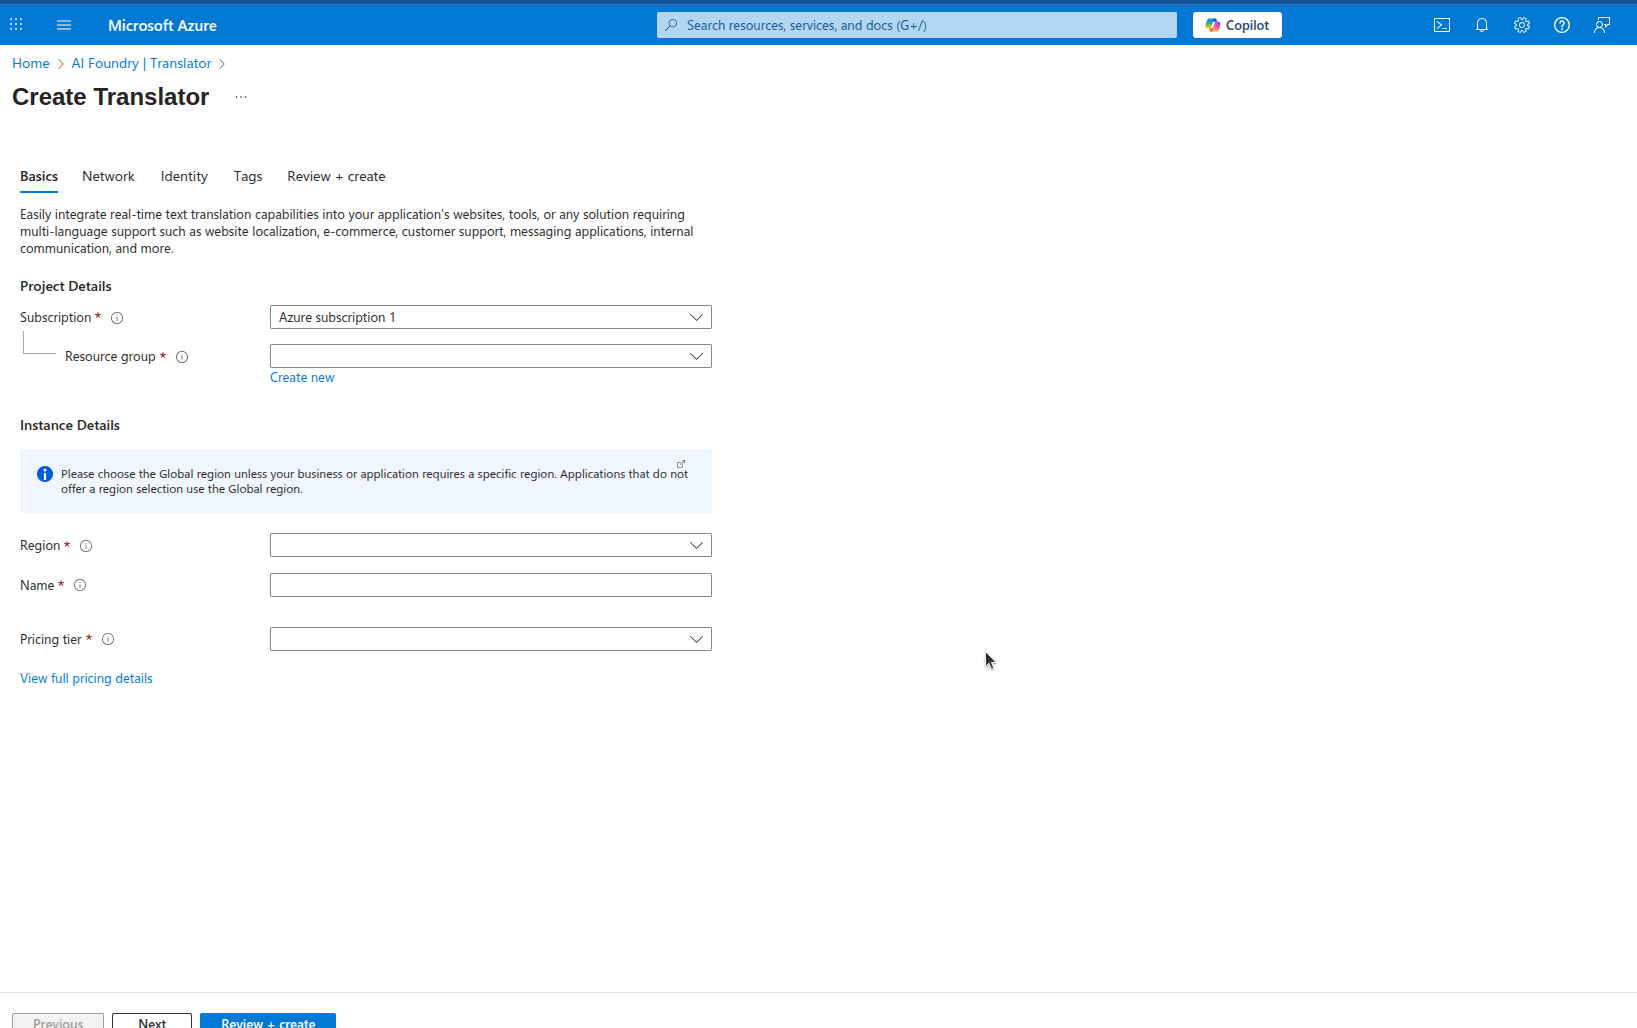 Microsoft Azure
Search resources, services, and docs (G+/)
Copilot
Home > AI Foundry | Translator >
Create Translator ...
Basics Network Identity Tags Review + create
Easily integrate real-time text translation capabilities into your application's websites, tools, or any solution requiring
multi-language support such as website localization, e-commerce, customer support, messaging applications, internal
communication, and more.
Project Details
Subscription *
Azure subscription 1
Resource group *
Create new
Instance Details
Please choose the Global region unless your business or application requires a specific region. Applications that do not
offer a region selection use the Global region.
Region *
Name *
Pricing tier *
View full pricing details
Previous Next Review + create